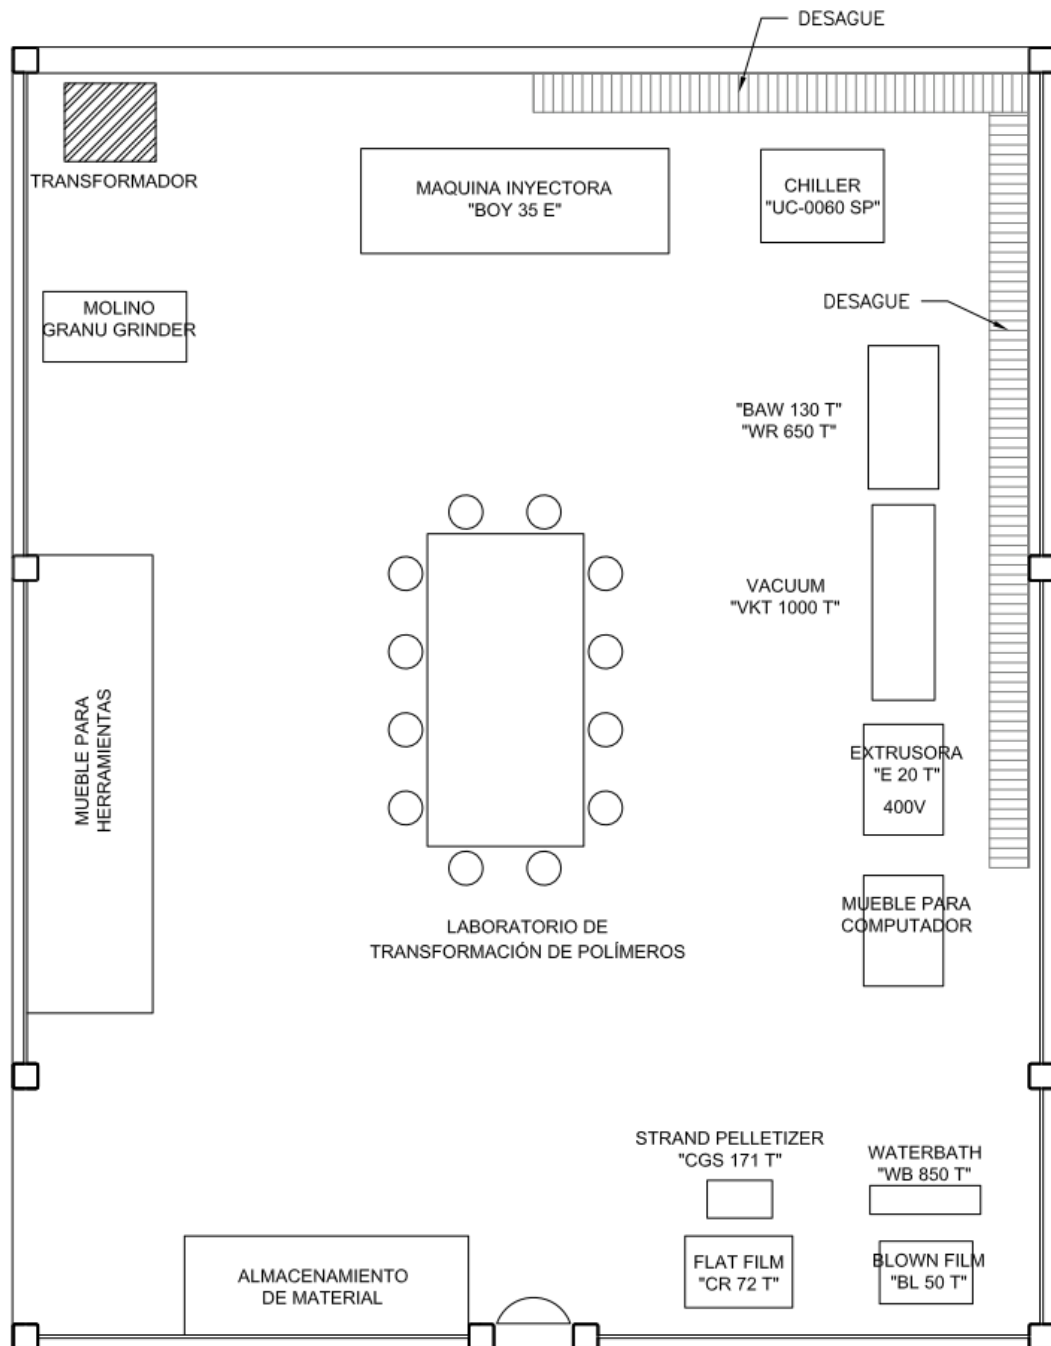 DESAGUE
TRANSFORMADOR
MAQUINA INYECTORA
"BOY 35 E"
CHILLER
"UC-0060 SP"
MOLINO
GRANU GRINDER
DESAGUE
"BAW 130 T"
"WR 650 T"
VACUUM
"VKT 1000 T"
MUEBLE PARA
HERRAMIENTAS
EXTRUSORA
"E 20 T"
400V
MUEBLE PARA
COMPUTADOR
LABORATORIO DE
TRANSFORMACIÓN DE POLÍMEROS
STRAND PELLETIZER
"CGS 171 T"
WATERBATH
"WB 850 T"
ALMACENAMIENTO
DE MATERIAL
FLAT FILM
"CR 72 T"
BLOWN FILM
"BL 50 T"